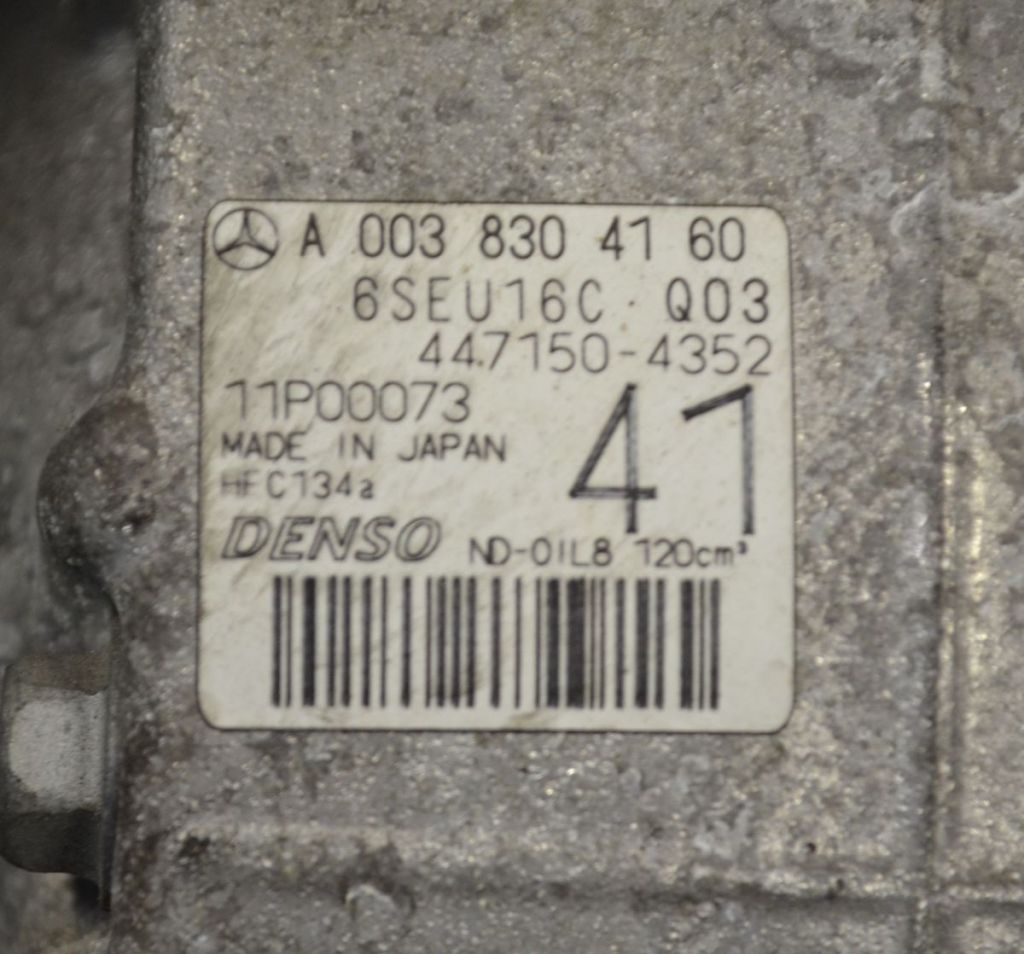 A 003 830 41 60
6SEU16C Q03
447150-4352
11P00073
41
MADE IN JAPAN
HFC134a
DENSO ND-OIL8 120cm³